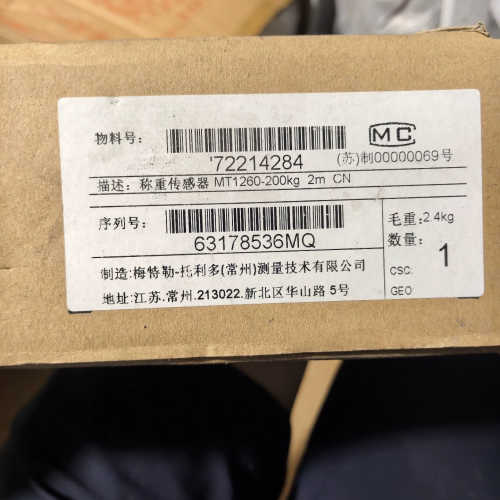 物料号:
MC
'72214284
(苏)制00000069号
描述: 称重传感器 MT1260-200kg 2m CN
序列号:
63178536MQ
毛重: 2.4kg
数量: 1
制造:梅特勒-托利多(常州)测量技术有限公司
CSC:
地址:江苏.常州.213022.新北区华山路 5号
GEO